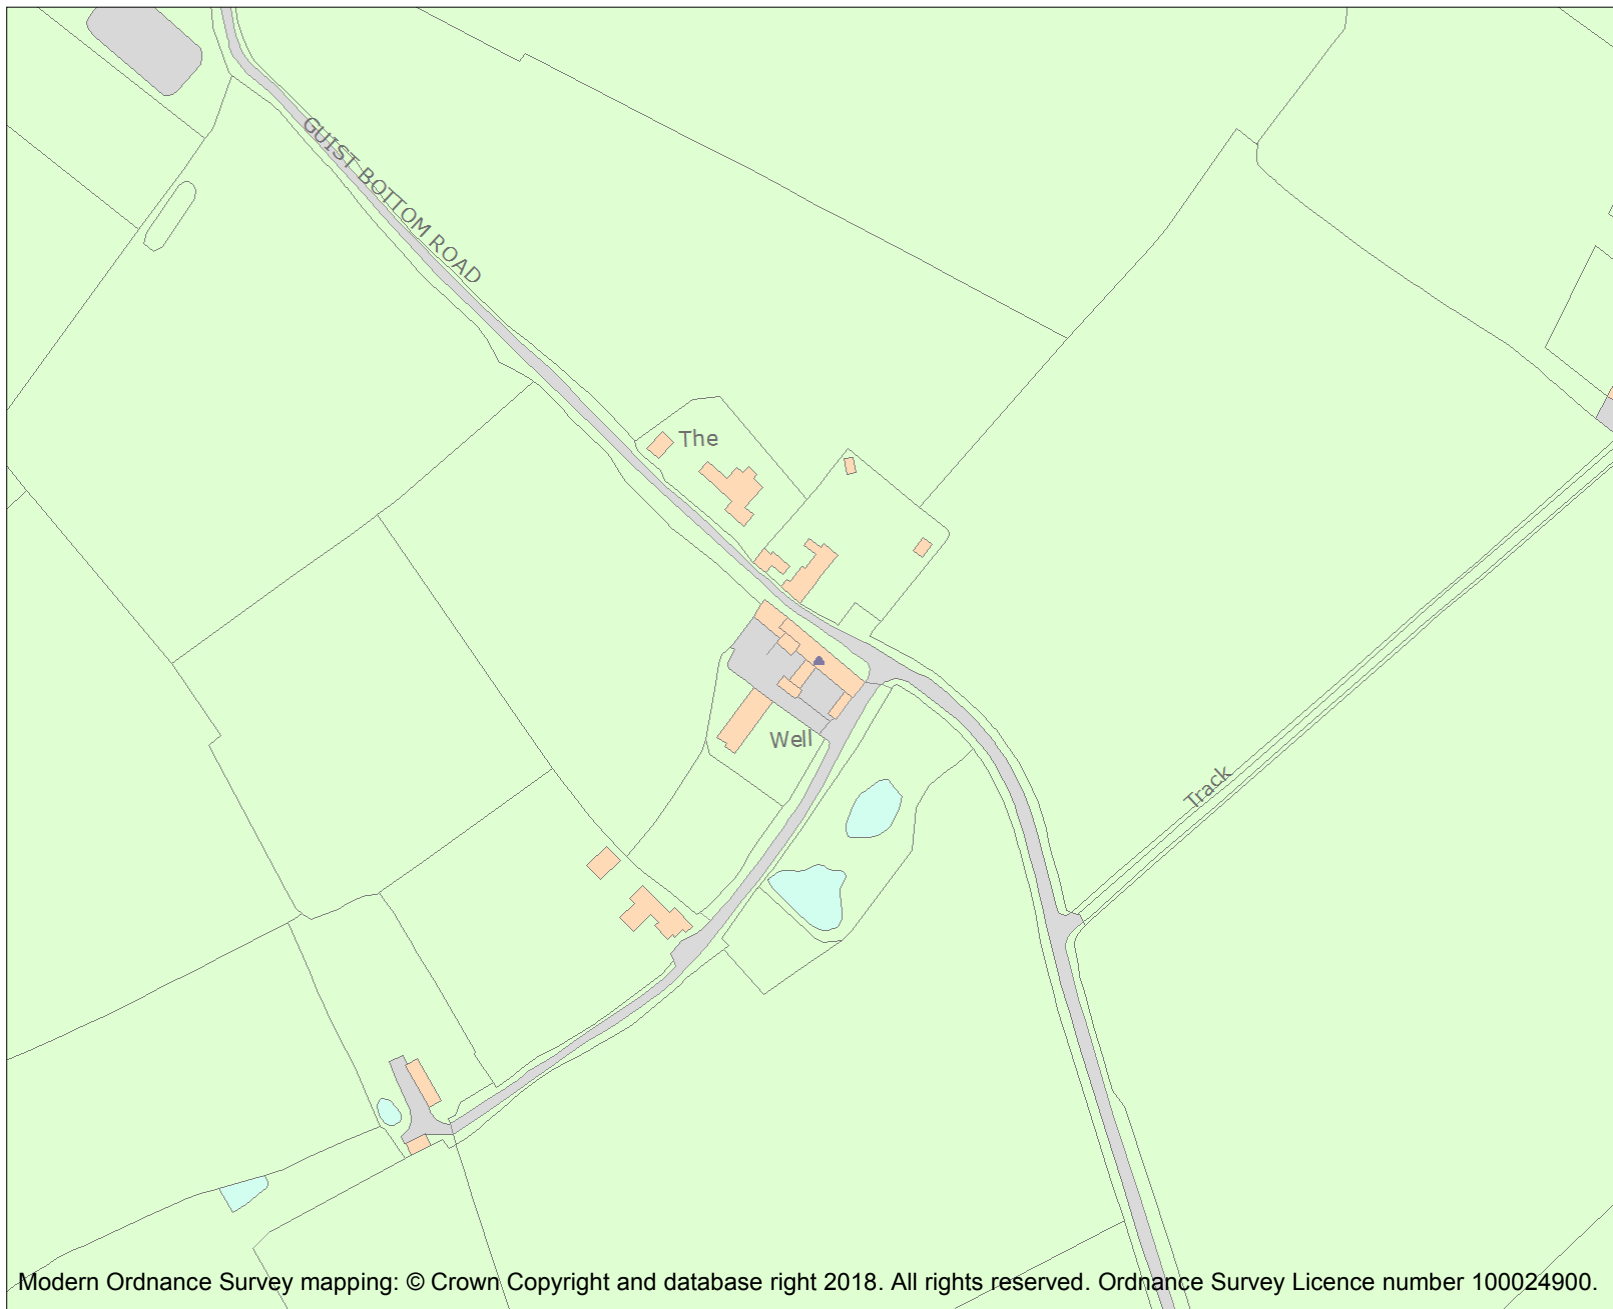 GUIST BOTTOM ROAD
The
Well
Track
Modern Ordnance Survey mapping: © Crown Copyright and database right 2018. All rights reserved. Ordnance Survey Licence number 100024900.